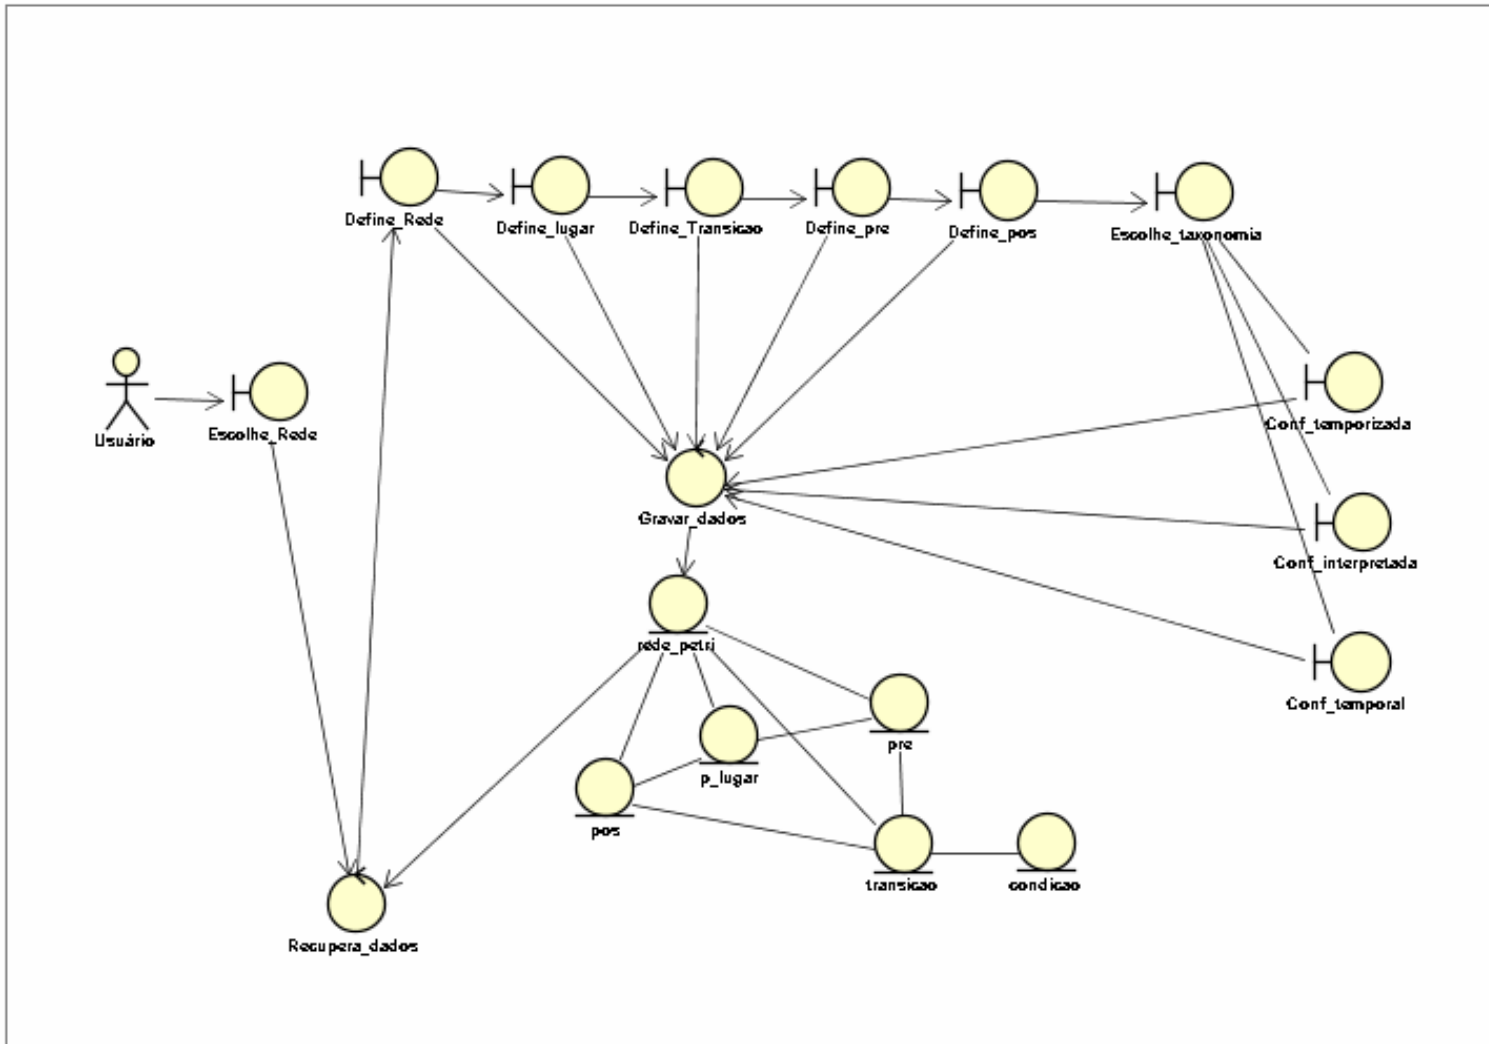 Define_Rede
Define_lugar
Define_Transicao
Define_pre
Define_pos
Escolhe_taxonomia
Usuário
Escolhe_Rede
Conf_temporizada
Gravar_dados
Conf_interpretada
rede_petri
Conf_temporal
pre
p_lugar
pos
transicao
condicao
Recupera_dados